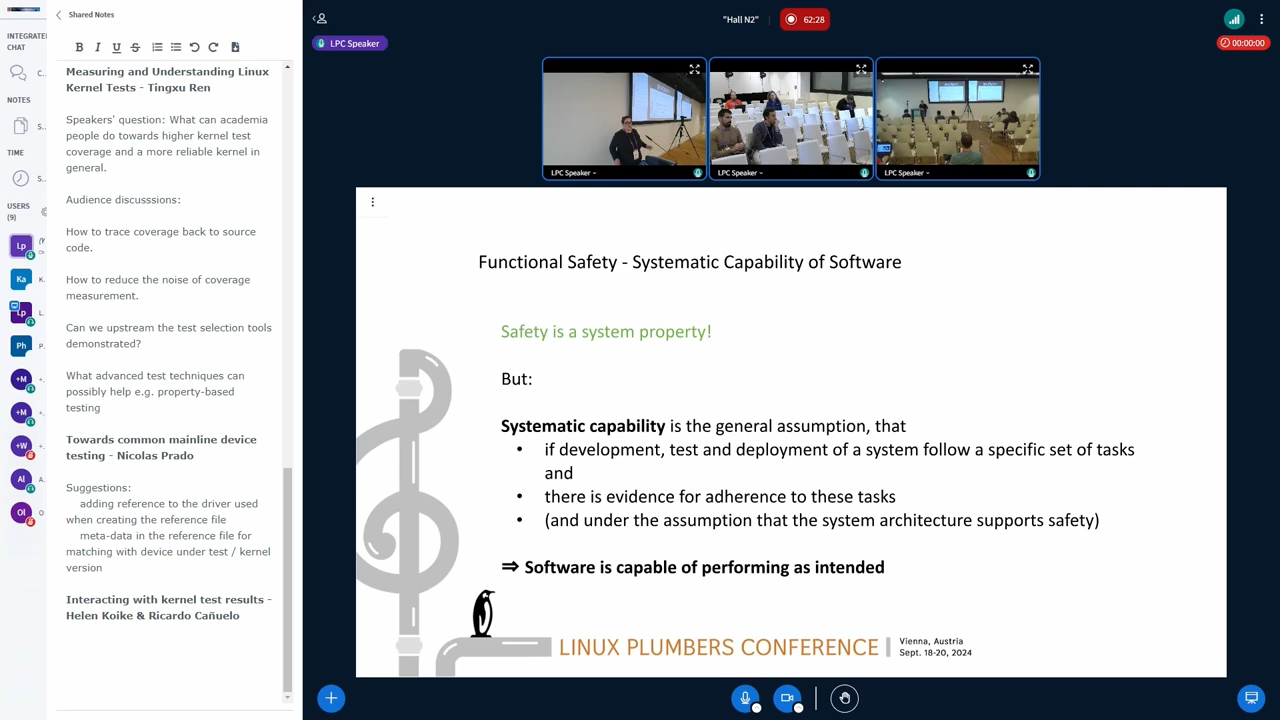 Shared Notes
INTEGRATE
CHAT
C..
NOTES
S..
TIME
S..
USERS
(9)
Lp
Ka
K.
Lp
L.
Ph
P.
+M
+M
+W
Al
A.
Ol
O
Measuring and Understanding Linux
Kernel Tests - Tingxu Ren
Speakers' question: What can academia
people do towards higher kernel test
coverage and a more reliable kernel in
general.
Audience discusssions:
How to trace coverage back to source
code.
How to reduce the noise of coverage
measurement.
Can we upstream the test selection tools
demonstrated?
What advanced test techniques can
possibly help e.g. property-based
testing
Towards common mainline device
testing - Nicolas Prado
Suggestions:
adding reference to the driver used
when creating the reference file
meta-data in the reference file for
matching with device under test / kernel
version
Interacting with kernel test results -
Helen Koike & Ricardo Cañuelo
"Hall N2"
62:28
LPC Speaker
00:00:00
LPC Speaker
LPC Speaker
LPC Speaker
Functional Safety - Systematic Capability of Software
Safety is a system property!
But:
Systematic capability is the general assumption, that
• if development, test and deployment of a system follow a specific set of tasks
and
• there is evidence for adherence to these tasks
• (and under the assumption that the system architecture supports safety)
⇒ Software is capable of performing as intended
LINUX PLUMBERS CONFERENCE
Vienna, Austria
Sept. 18-20, 2024